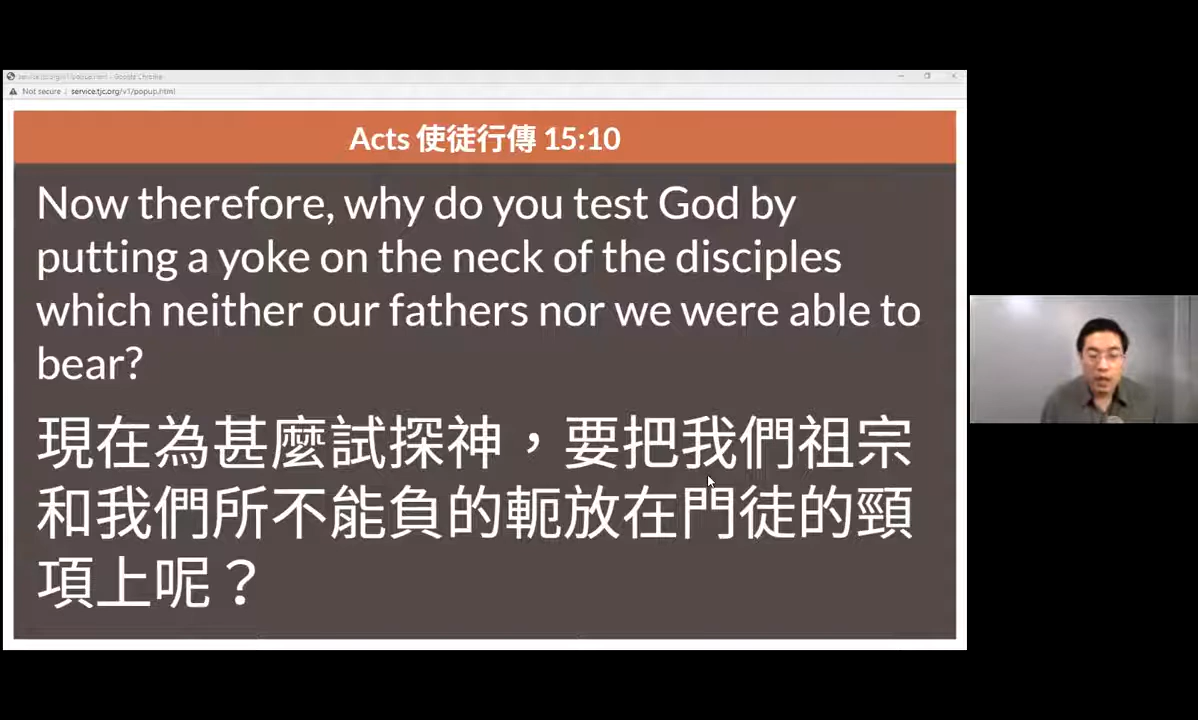 Not secure
service.tjc.org/v1/popup.html
Acts 使徒行傳 15:10
Now therefore, why do you test God by
putting a yoke on the neck of the disciples
which neither our fathers nor we were able to
bear?
現在為甚麼試探神，要把我們祖宗
和我們所不能負的軛放在門徒的頸
項上呢？